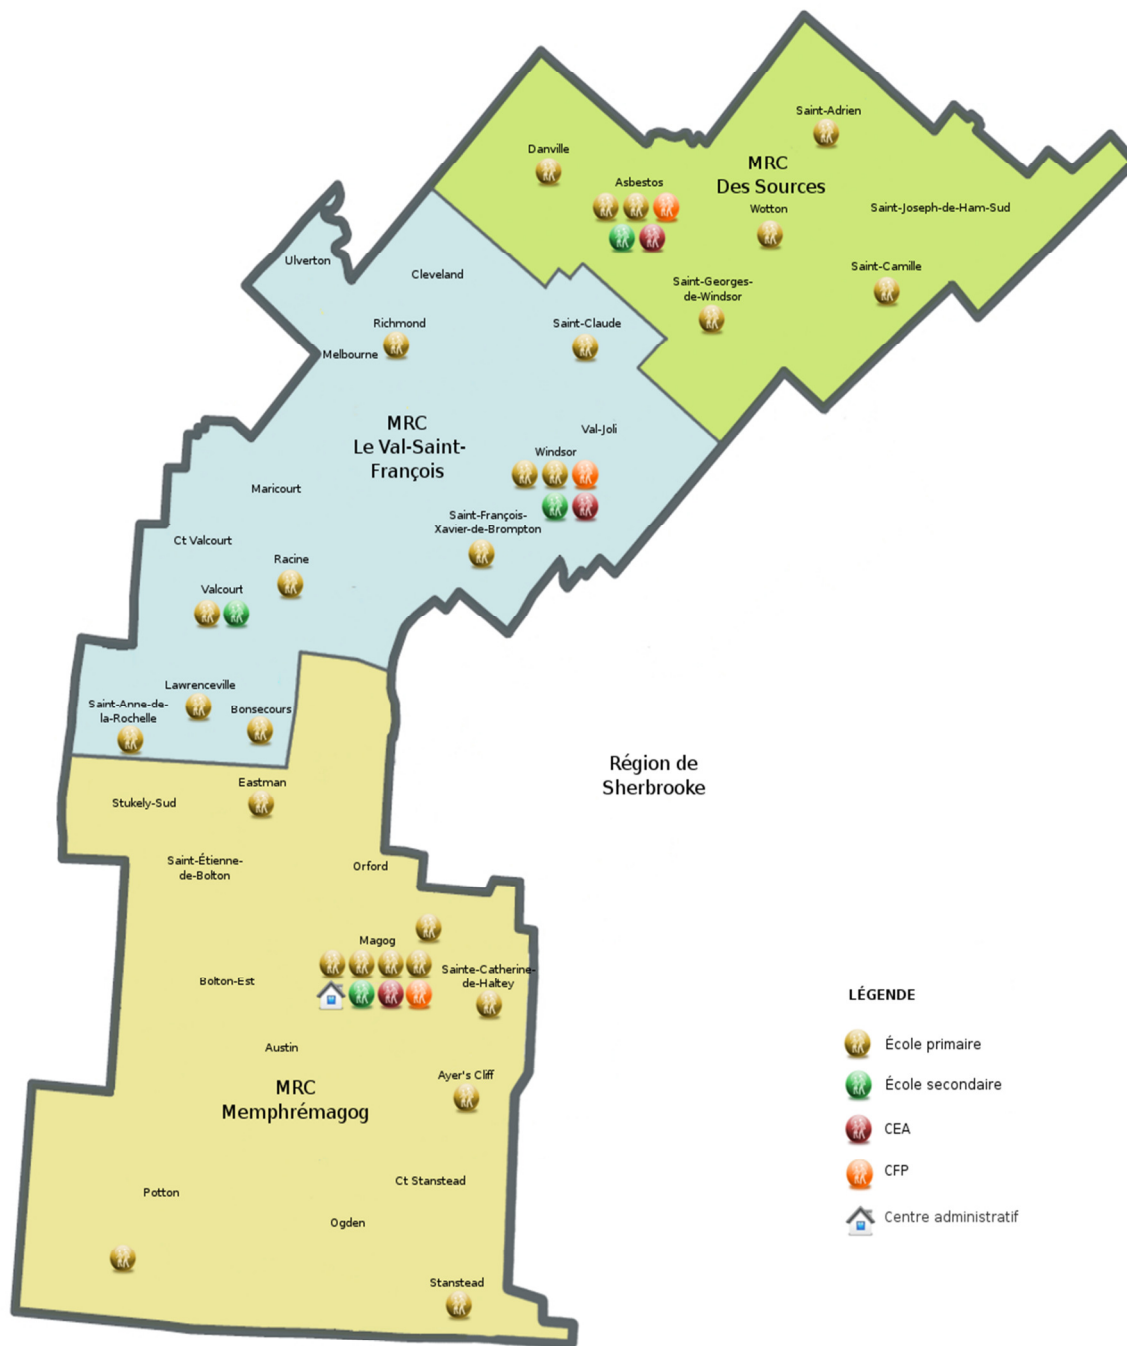 Saint-Adrien
Danville
MRC
Des Sources
Asbestos
Wotton
Saint-Joseph-de-Ham-Sud
Ulverton
Cleveland
Saint-Camille
Saint-Georges-
de-Windsor
Richmond
Saint-Claude
Melbourne
MRC
Le Val-Saint-
François
Val-Joli
Windsor
Maricourt
Saint-François-
Xavier-de-Brompton
Ct Valcourt
Racine
Valcourt
Lawrenceville
Saint-Anne-de-
la-Rochelle
Bonsecours
Région de
Sherbrooke
Eastman
Stukely-Sud
Saint-Étienne-
de-Bolton
Orford
Magog
Sainte-Catherine-
de-Haltey
Bolton-Est
Austin
Ayer's Cliff
MRC
Memphrémagog
Ct Stanstead
Potton
Ogden
Stanstead
LÉGENDE
École primaire
École secondaire
CEA
CFP
Centre administratif